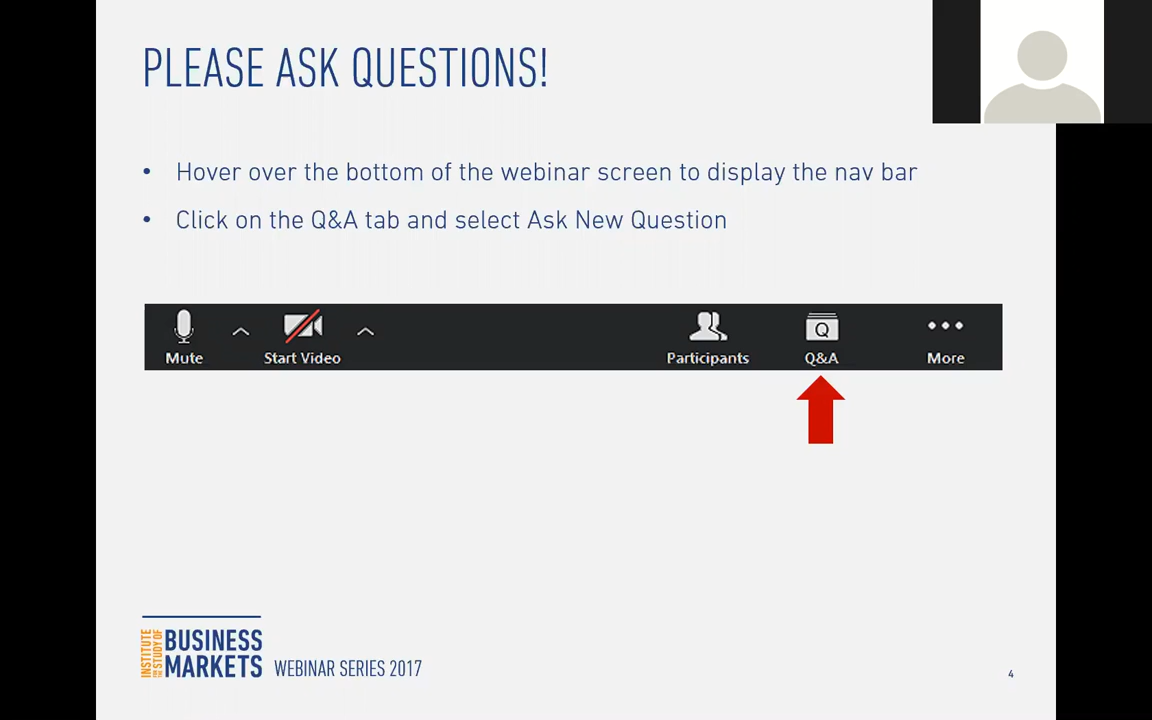 PLEASE ASK QUESTIONS!
• Hover over the bottom of the webinar screen to display the nav bar
• Click on the Q&A tab and select Ask New Question
Mute
Start Video
Participants
Q
Q&A
More
INSTITUTE
FOR THE STUDY OF
BUSINESS
MARKETS
WEBINAR SERIES 2017
4